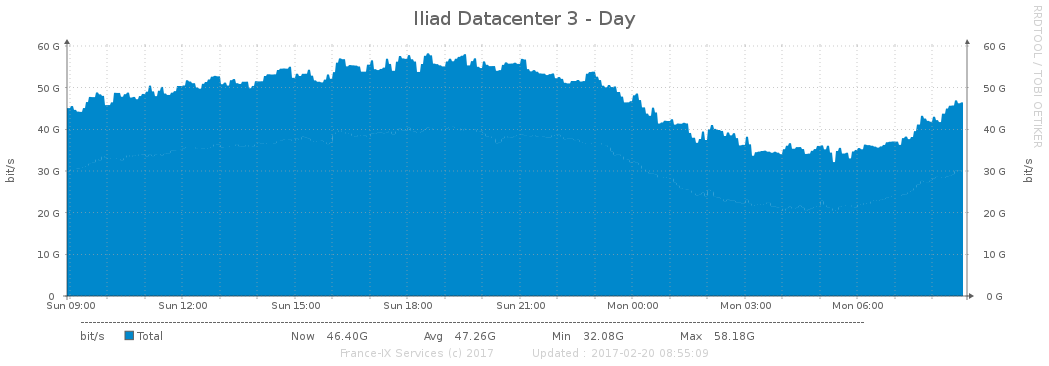 Iliad Datacenter 3 - Day
RRDTOOL / TOBI OETIKER
60 G 60 G
50 G 50 G
40 G 40 G
30 G 30 G
20 G 20 G
10 G 10 G
0 0 G
bit/s bit/s
Sun 09:00 Sun 12:00 Sun 15:00 Sun 18:00 Sun 21:00 Mon 00:00 Mon 03:00 Mon 06:00
bit/s Total Now 46.40G Avg 47.26G Min 32.08G Max 58.18G
France-IX Services (c) 2017 Updated : 2017-02-20 08:55:09